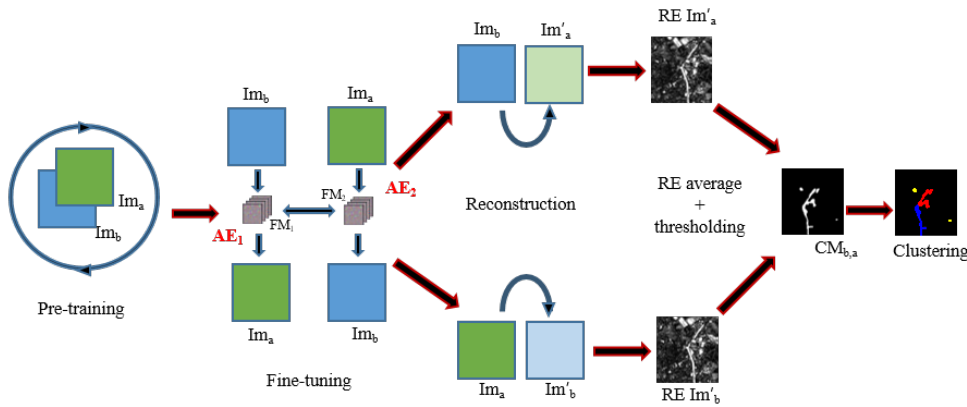 Pre-training
Im_a
Im_b
AE_1
Im_b
Im_a
FM_1
FM_2
Im_a
Im_b
Fine-tuning
AE_2
Im_b
Im′_a
Reconstruction
Im_a
Im′_b
RE Im′_a
RE average
+
thresholding
RE Im′_b
CM_b,a
Clustering